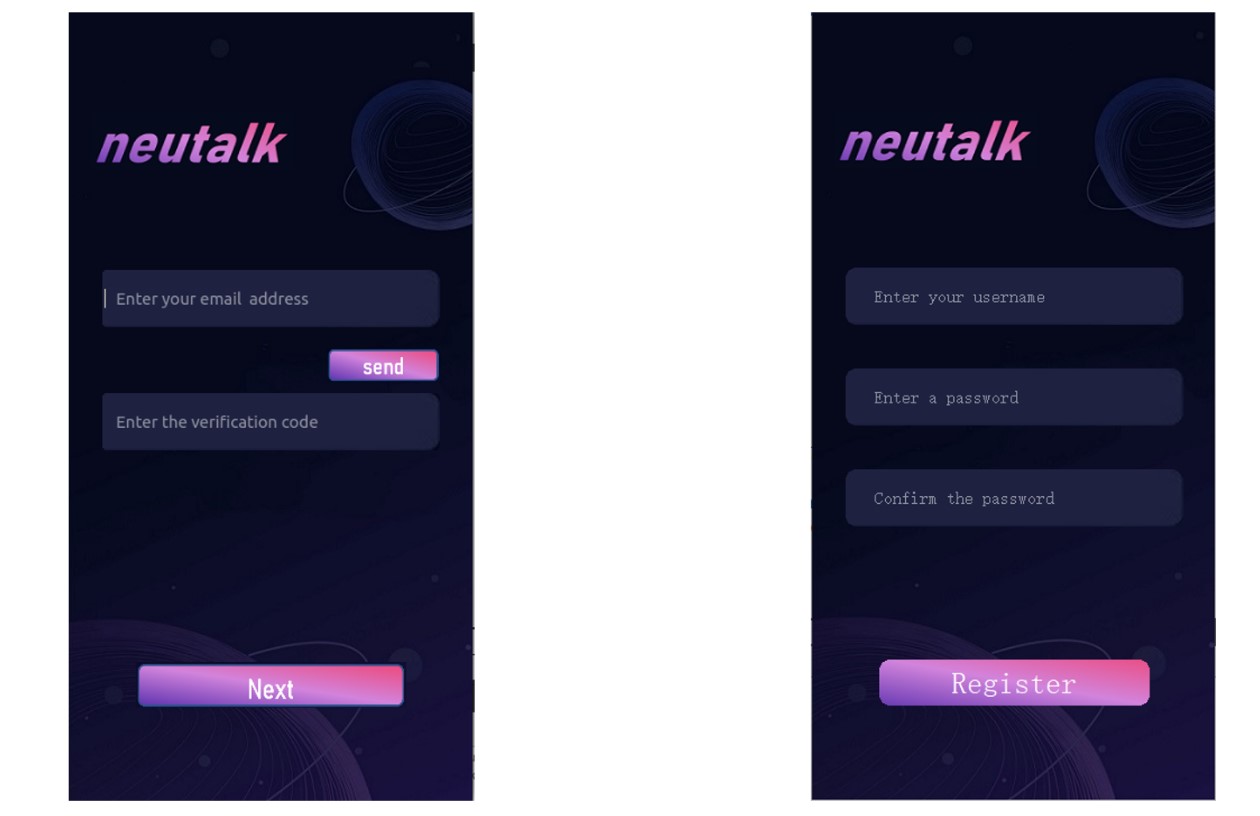 neutalk
Enter your email address
send
Enter the verification code
Next
neutalk
Enter your username
Enter a password
Confirm the password
Register